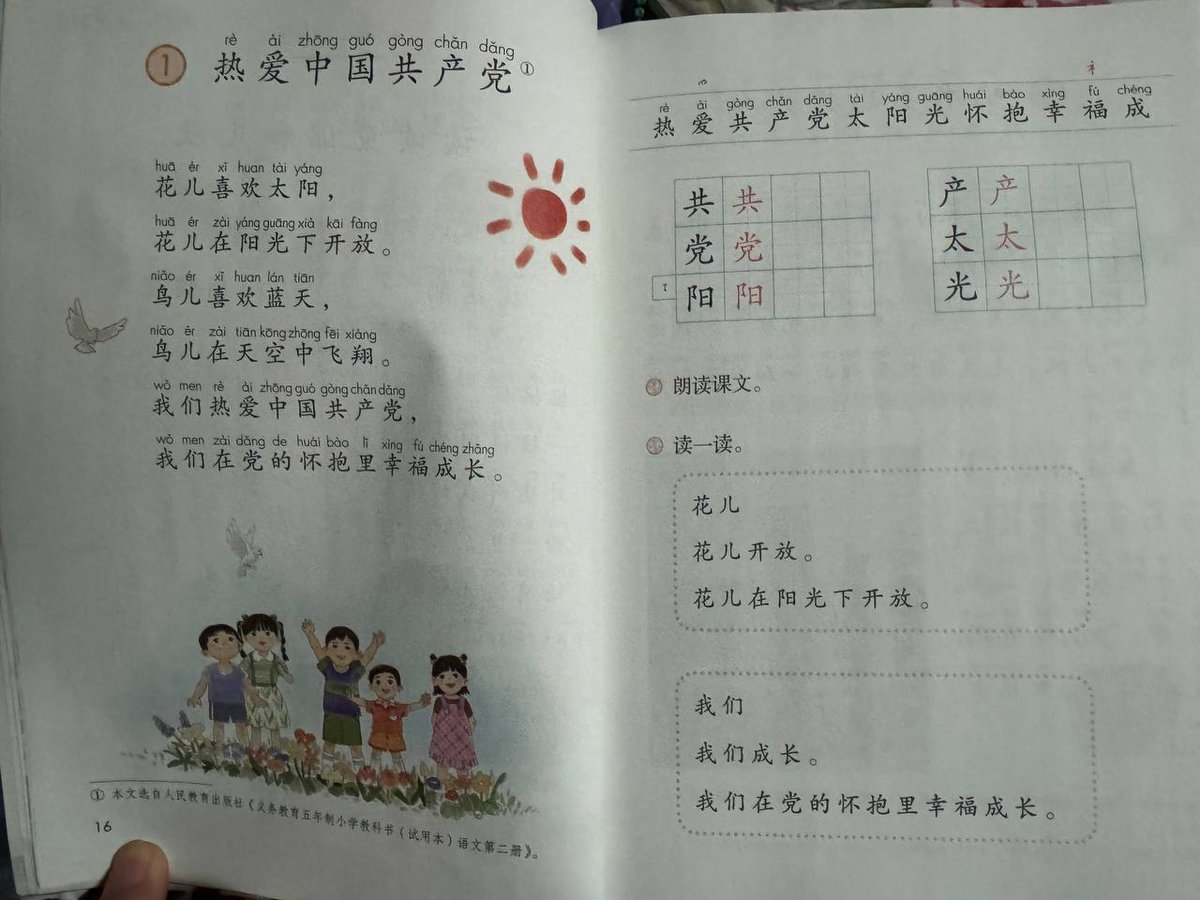 rè ài zhōng guó gòng chǎn dǎng
1 热爱中国共产党①
huā ér xǐ huan tài yáng
花儿喜欢太阳，
huā ér zài yáng guāng xià kāi fàng
花儿在阳光下开放。
niǎo ér xǐ huan lán tiān
鸟儿喜欢蓝天，
niǎo ér zài tiān kōng zhōng fēi xiáng
鸟儿在天空中飞翔。
wǒ men rè ài zhōng guó gòng chǎn dǎng
我们热爱中国共产党，
wǒ men zài dǎng de huái bào lǐ xìng fú chéng zhǎng
我们在党的怀抱里幸福成长。
① 本文选自人民教育出版社《义务教育五年制小学教科书（试用本）语文第二册》。
16
礻
rè ài gòng chǎn dǎng tài yáng guāng huái bào xìng fú chéng
热爱共产党太阳光怀抱幸福成
共 共
党 党
阳 阳
产 产
太 太
光 光
朗读课文。
读一读。
花儿
花儿开放。
花儿在阳光下开放。
我们
我们成长。
我们在党的怀抱里幸福成长。